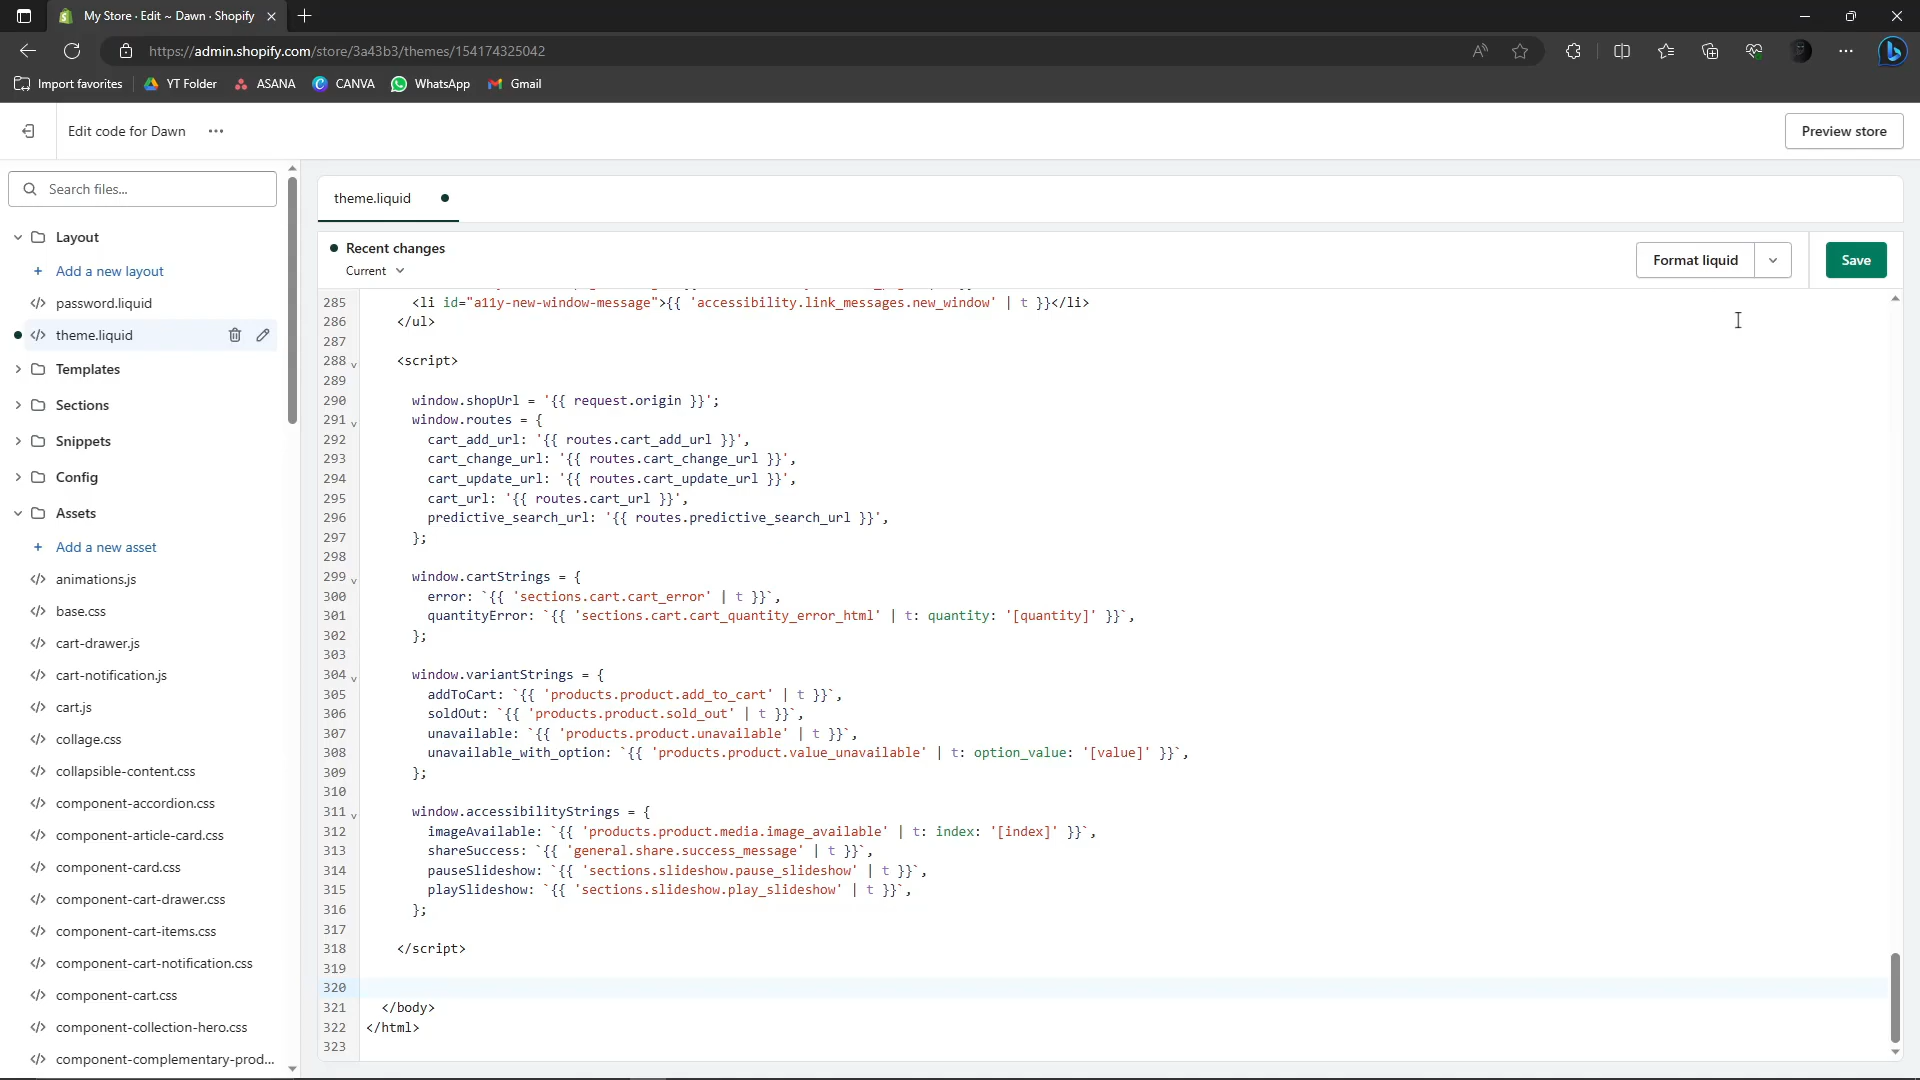 My Store · Edit ~ Dawn · Shopify
https://admin.shopify.com/store/3a43b3/themes/154174325042
Import favorites
YT Folder
ASANA
CANVA
WhatsApp
Gmail
Edit code for Dawn
Preview store
Search files...
Layout
Add a new layout
password.liquid
theme.liquid
Templates
Sections
Snippets
Config
Assets
Add a new asset
animations.js
base.css
cart-drawer.js
cart-notification.js
cart.js
collage.css
collapsible-content.css
component-accordion.css
component-article-card.css
component-card.css
component-cart-drawer.css
component-cart-items.css
component-cart-notification.css
component-cart.css
component-collection-hero.css
component-complementary-prod...
theme.liquid
Recent changes
Current
Format liquid
Save
285 <li id="a11y-new-window-message">{{ 'accessibility.link_messages.new_window' | t }}</li>
286 </ul>
287
288 <script>
289
290 window.shopUrl = '{{ request.origin }}';
291 window.routes = {
292 cart_add_url: '{{ routes.cart_add_url }}',
293 cart_change_url: '{{ routes.cart_change_url }}',
294 cart_update_url: '{{ routes.cart_update_url }}',
295 cart_url: '{{ routes.cart_url }}',
296 predictive_search_url: '{{ routes.predictive_search_url }}',
297 };
298
299 window.cartStrings = {
300 error: `{{ 'sections.cart.cart_error' | t }}`,
301 quantityError: `{{ 'sections.cart.cart_quantity_error_html' | t: quantity: '[quantity]' }}`,
302 };
303
304 window.variantStrings = {
305 addToCart: `{{ 'products.product.add_to_cart' | t }}`,
306 soldOut: `{{ 'products.product.sold_out' | t }}`,
307 unavailable: `{{ 'products.product.unavailable' | t }}`,
308 unavailable_with_option: `{{ 'products.product.value_unavailable' | t: option_value: '[value]' }}`,
309 };
310
311 window.accessibilityStrings = {
312 imageAvailable: `{{ 'products.product.media.image_available' | t: index: '[index]' }}`,
313 shareSuccess: `{{ 'general.share.success_message' | t }}`,
314 pauseSlideshow: `{{ 'sections.slideshow.pause_slideshow' | t }}`,
315 playSlideshow: `{{ 'sections.slideshow.play_slideshow' | t }}`,
316 };
317
318 </script>
319
320
321 </body>
322 </html>
323